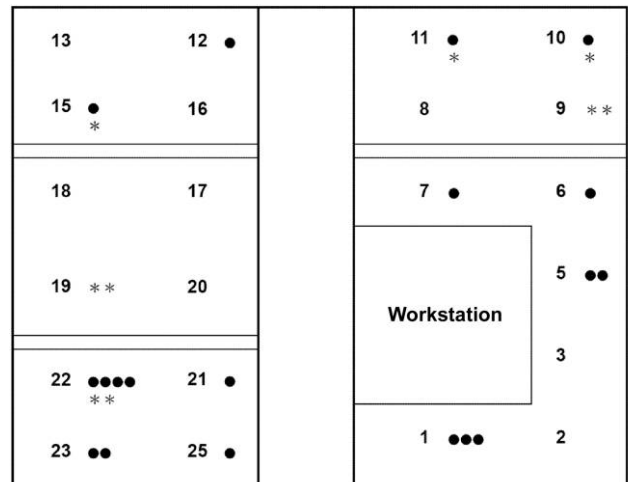 13 12 ●
15 ● 16
*
18 17
19 ** 20
22 ●●●● 21 ●
**
23 ●● 25 ●
11 ● 10 ●
* *
8 9 **
7 ● 6 ●
5 ●●
Workstation
3
1 ●●● 2